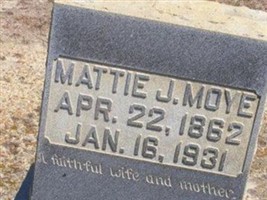 MATTIE J. MOYE
APR. 22, 1862
JAN. 16, 1931
A faithful wife and mother.